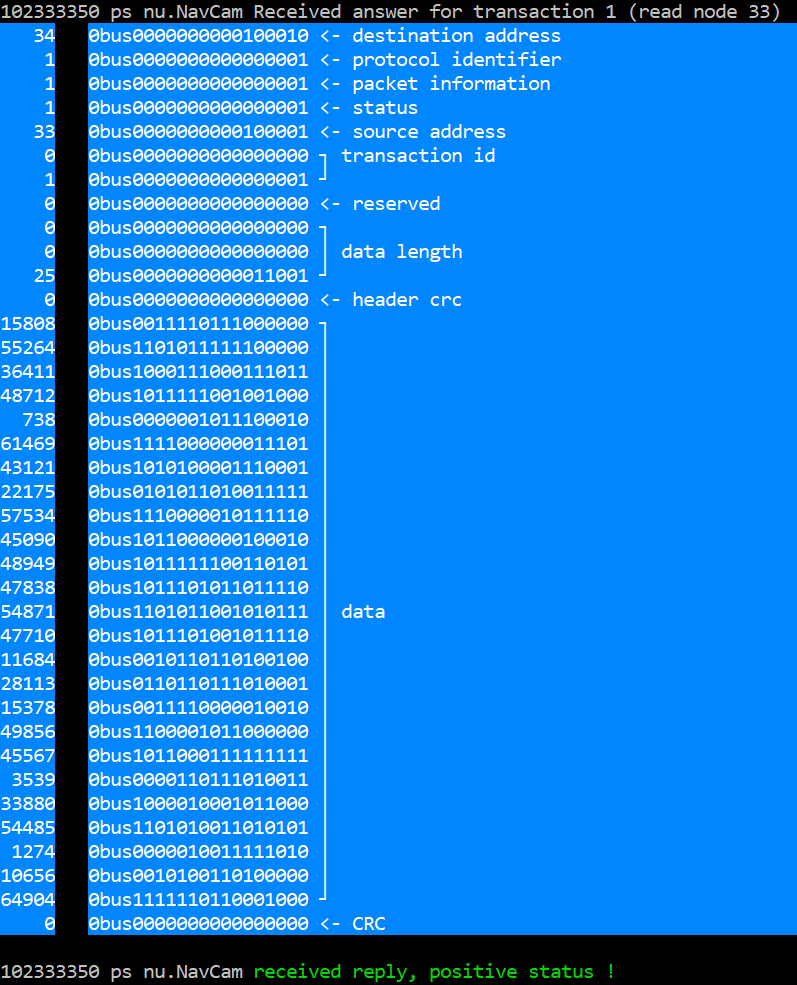 102333350 ps nu.NavCam Received answer for transaction 1 (read node 33)
34 0bus0000000000100010 <- destination address
1 0bus0000000000000001 <- protocol identifier
1 0bus0000000000000001 <- packet information
1 0bus0000000000000001 <- status
33 0bus0000000000100001 <- source address
0 0bus0000000000000000 ┐ transaction id
1 0bus0000000000000001 ┘
0 0bus0000000000000000 <- reserved
0 0bus0000000000000000 ┐
0 0bus0000000000000000 │ data length
25 0bus0000000000011001 ┘
0 0bus0000000000000000 <- header crc
15808 0bus0011110111000000 ┐
55264 0bus1101011111100000 │
36411 0bus1000111000111011 │
48712 0bus1011111001001000 │
738 0bus0000001011100010 │
61469 0bus1111000000011101 │
43121 0bus1010100001110001 │
22175 0bus0101011010011111 │
57534 0bus1110000010111110 │
45090 0bus1011000000100010 │
48949 0bus1011111100110101 │
47838 0bus1011101011011110 │
54871 0bus1101011001010111 │ data
47710 0bus1011101001011110 │
11684 0bus0010110110100100 │
28113 0bus0110110111010001 │
15378 0bus0011110000010010 │
49856 0bus1100001011000000 │
45567 0bus1011000111111111 │
3539 0bus0000110111010011 │
33880 0bus1000010001011000 │
54485 0bus1101010011010101 │
1274 0bus0000010011111010 │
10656 0bus0010100110100000 │
64904 0bus1111110110001000 ┘
0 0bus0000000000000000 <- CRC
102333350 ps nu.NavCam received reply, positive status !